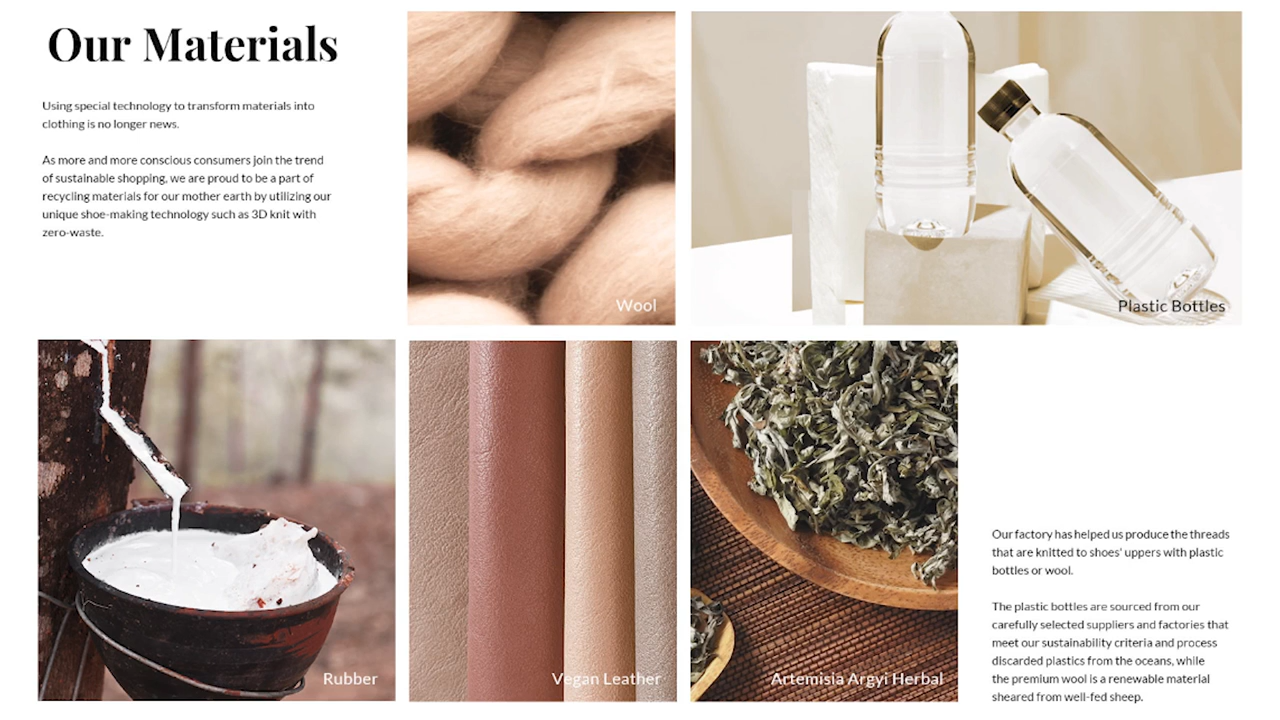 Our Materials
Using special technology to transform materials into
clothing is no longer news.
As more and more conscious consumers join the trend
of sustainable shopping, we are proud to be a part of
recycling materials for our mother earth by utilizing our
unique shoe-making technology such as 3D knit with
zero-waste.
Wool
Plastic Bottles
Rubber
Vegan Leather
Artemisia Argyi Herbal
Our factory has helped us produce the threads
that are knitted to shoes' uppers with plastic
bottles or wool.
The plastic bottles are sourced from our
carefully selected suppliers and factories that
meet our sustainability criteria and process
discarded plastics from the oceans, while
the premium wool is a renewable material
sheared from well-fed sheep.